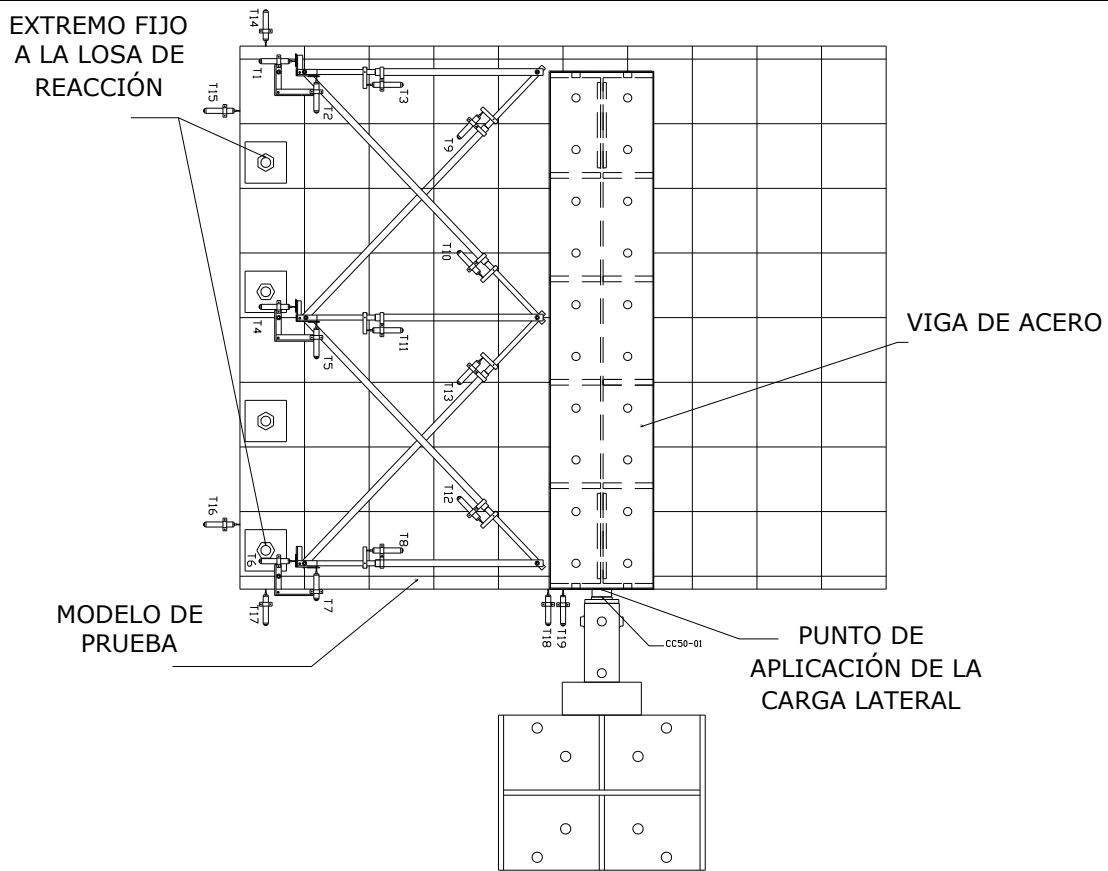 EXTREMO FIJO
A LA LOSA DE
REACCIÓN
T14
T1
T15
T2
T3
T9
T10
T4
T5
T11
T13
VIGA DE ACERO
T12
T16
T6
T8
T7
T17
T18
T19
MODELO DE
PRUEBA
CC50-01
PUNTO DE
APLICACIÓN DE LA
CARGA LATERAL